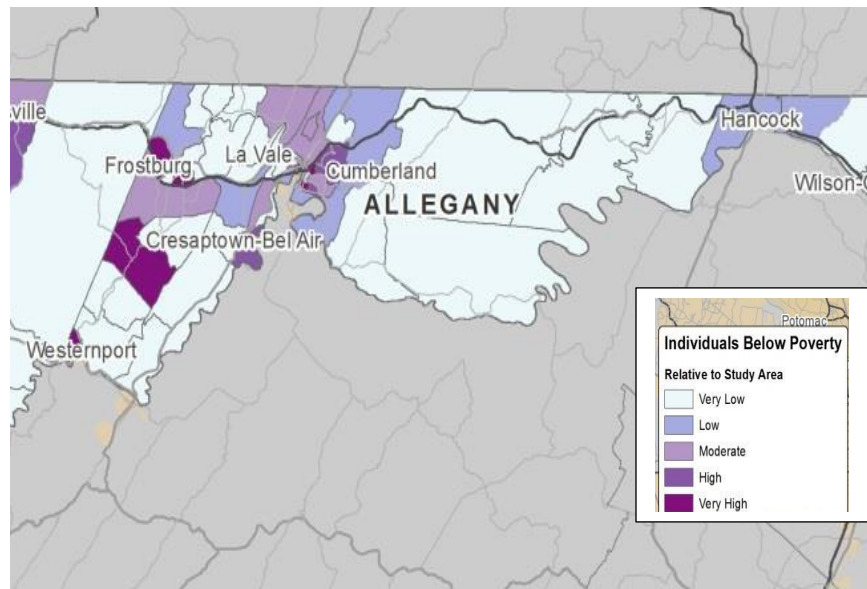 sville
Hancock
Frostburg
La Vale
Cumberland
Wilson-C
ALLEGANY
Cresaptown-Bel Air
Westernport
Potomac
Individuals Below Poverty
Relative to Study Area
Very Low
Low
Moderate
High
Very High